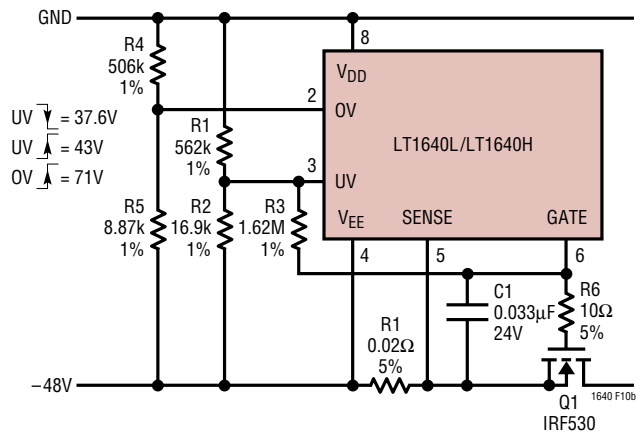 GND
R4
506k
1%
8
VDD
2
OV
UV = 37.6V
UV = 43V
OV = 71V
R1
562k
1%
LT1640L/LT1640H
3
UV
R5
8.87k
1%
R2
16.9k
1%
R3
1.62M
1%
VEE
SENSE
GATE
4
5
6
C1
0.033µF
24V
R6
10Ω
5%
R1
0.02Ω
5%
−48V
Q1
IRF530
1640 F10b